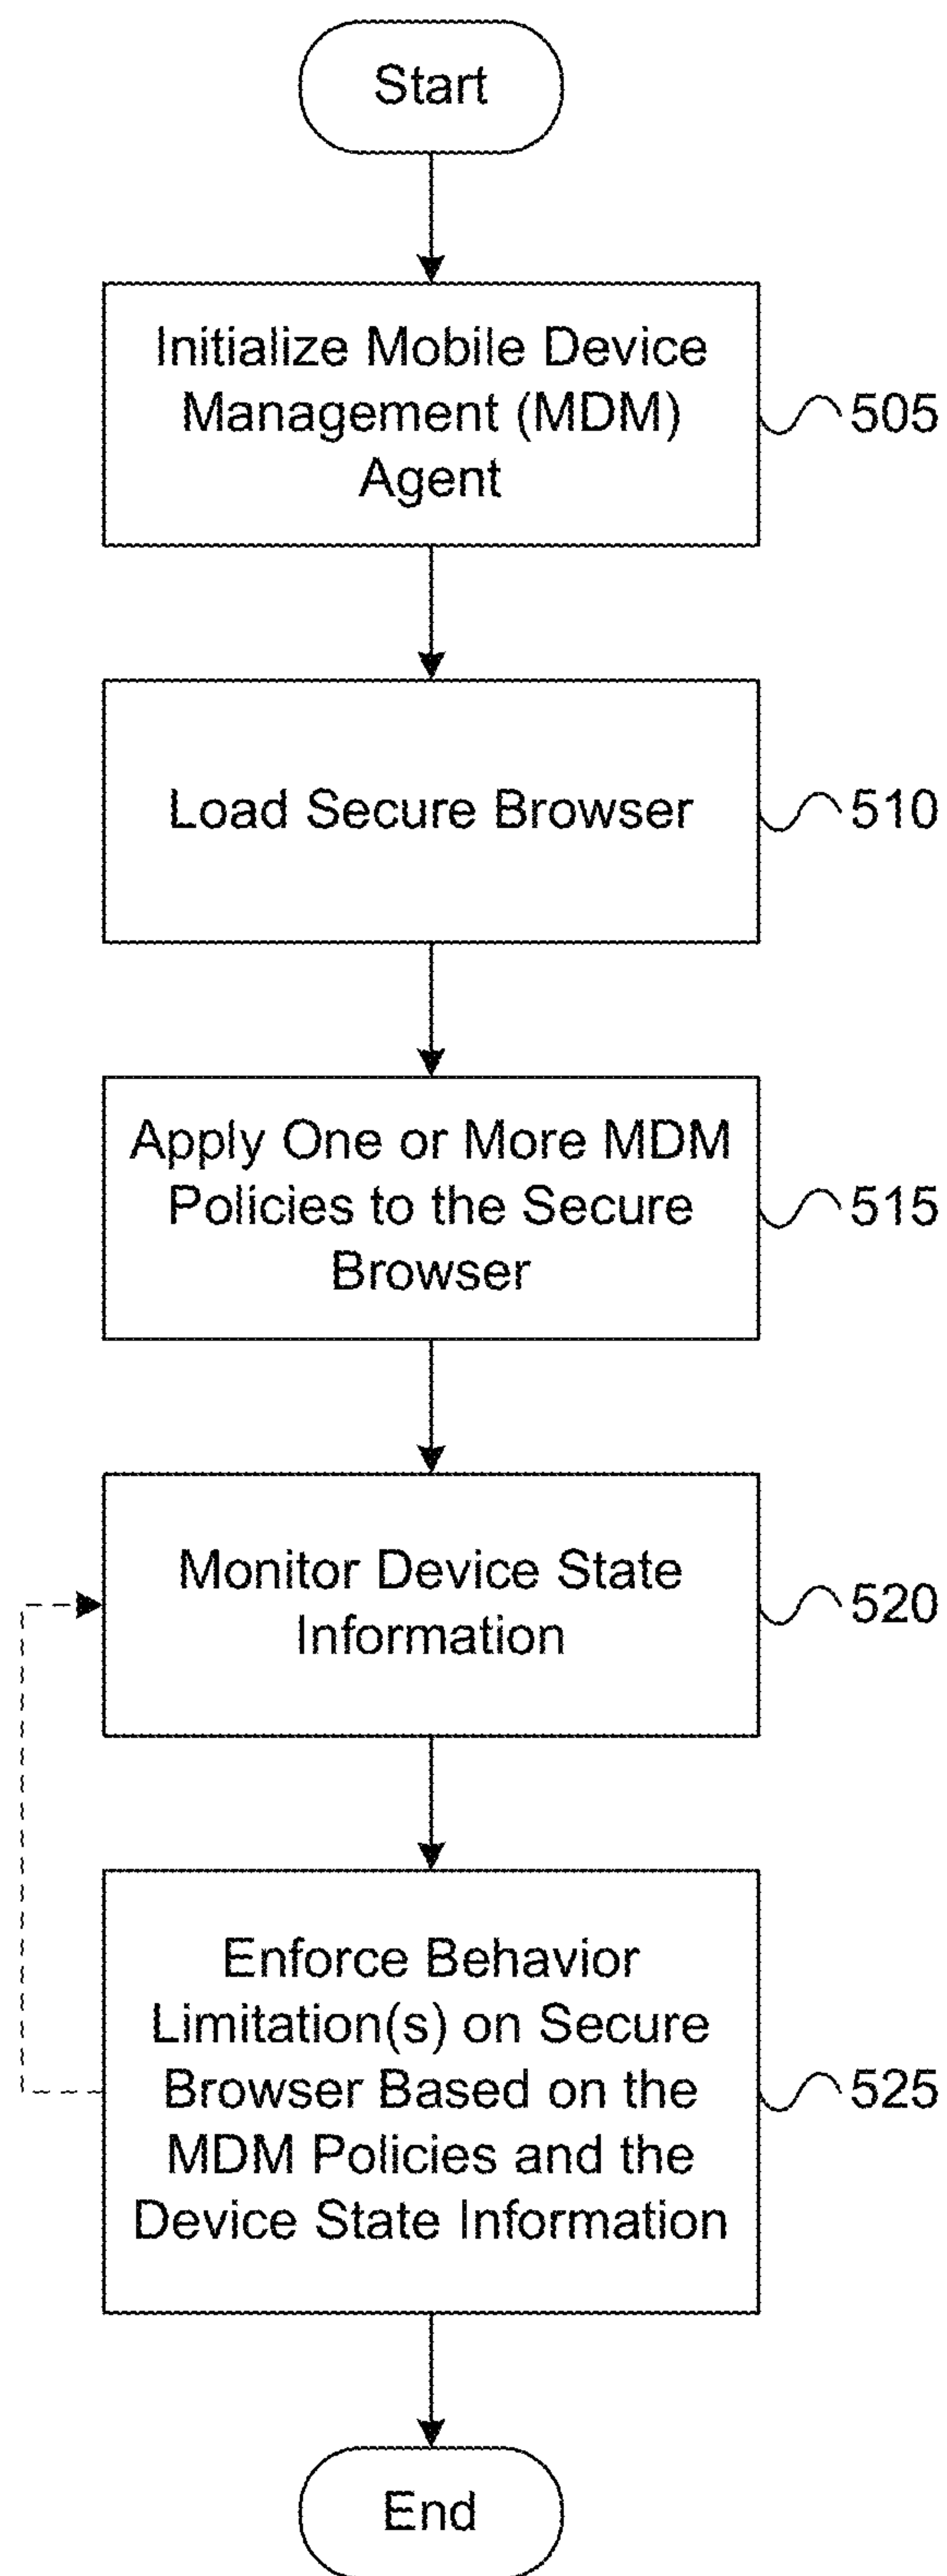 Start
Initialize Mobile Device
Management (MDM)
Agent
505
Load Secure Browser
510
Apply One or More MDM
Policies to the Secure
Browser
515
Monitor Device State
Information
520
Enforce Behavior
Limitation(s) on Secure
Browser Based on the
MDM Policies and the
Device State Information
525
End